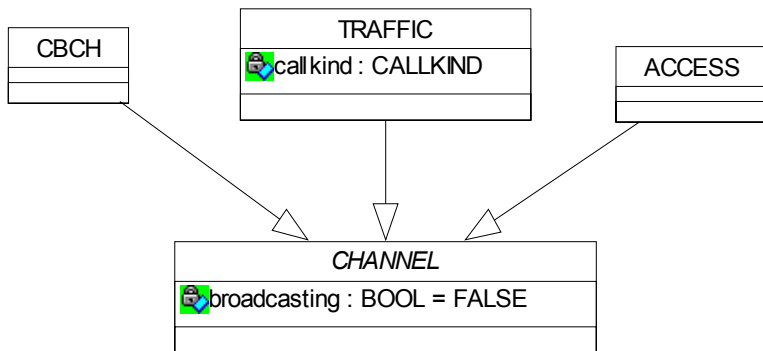 TRAFFIC
CBCH
callkind : CALLKIND
ACCESS
CHANNEL
broadcasting : BOOL = FALSE